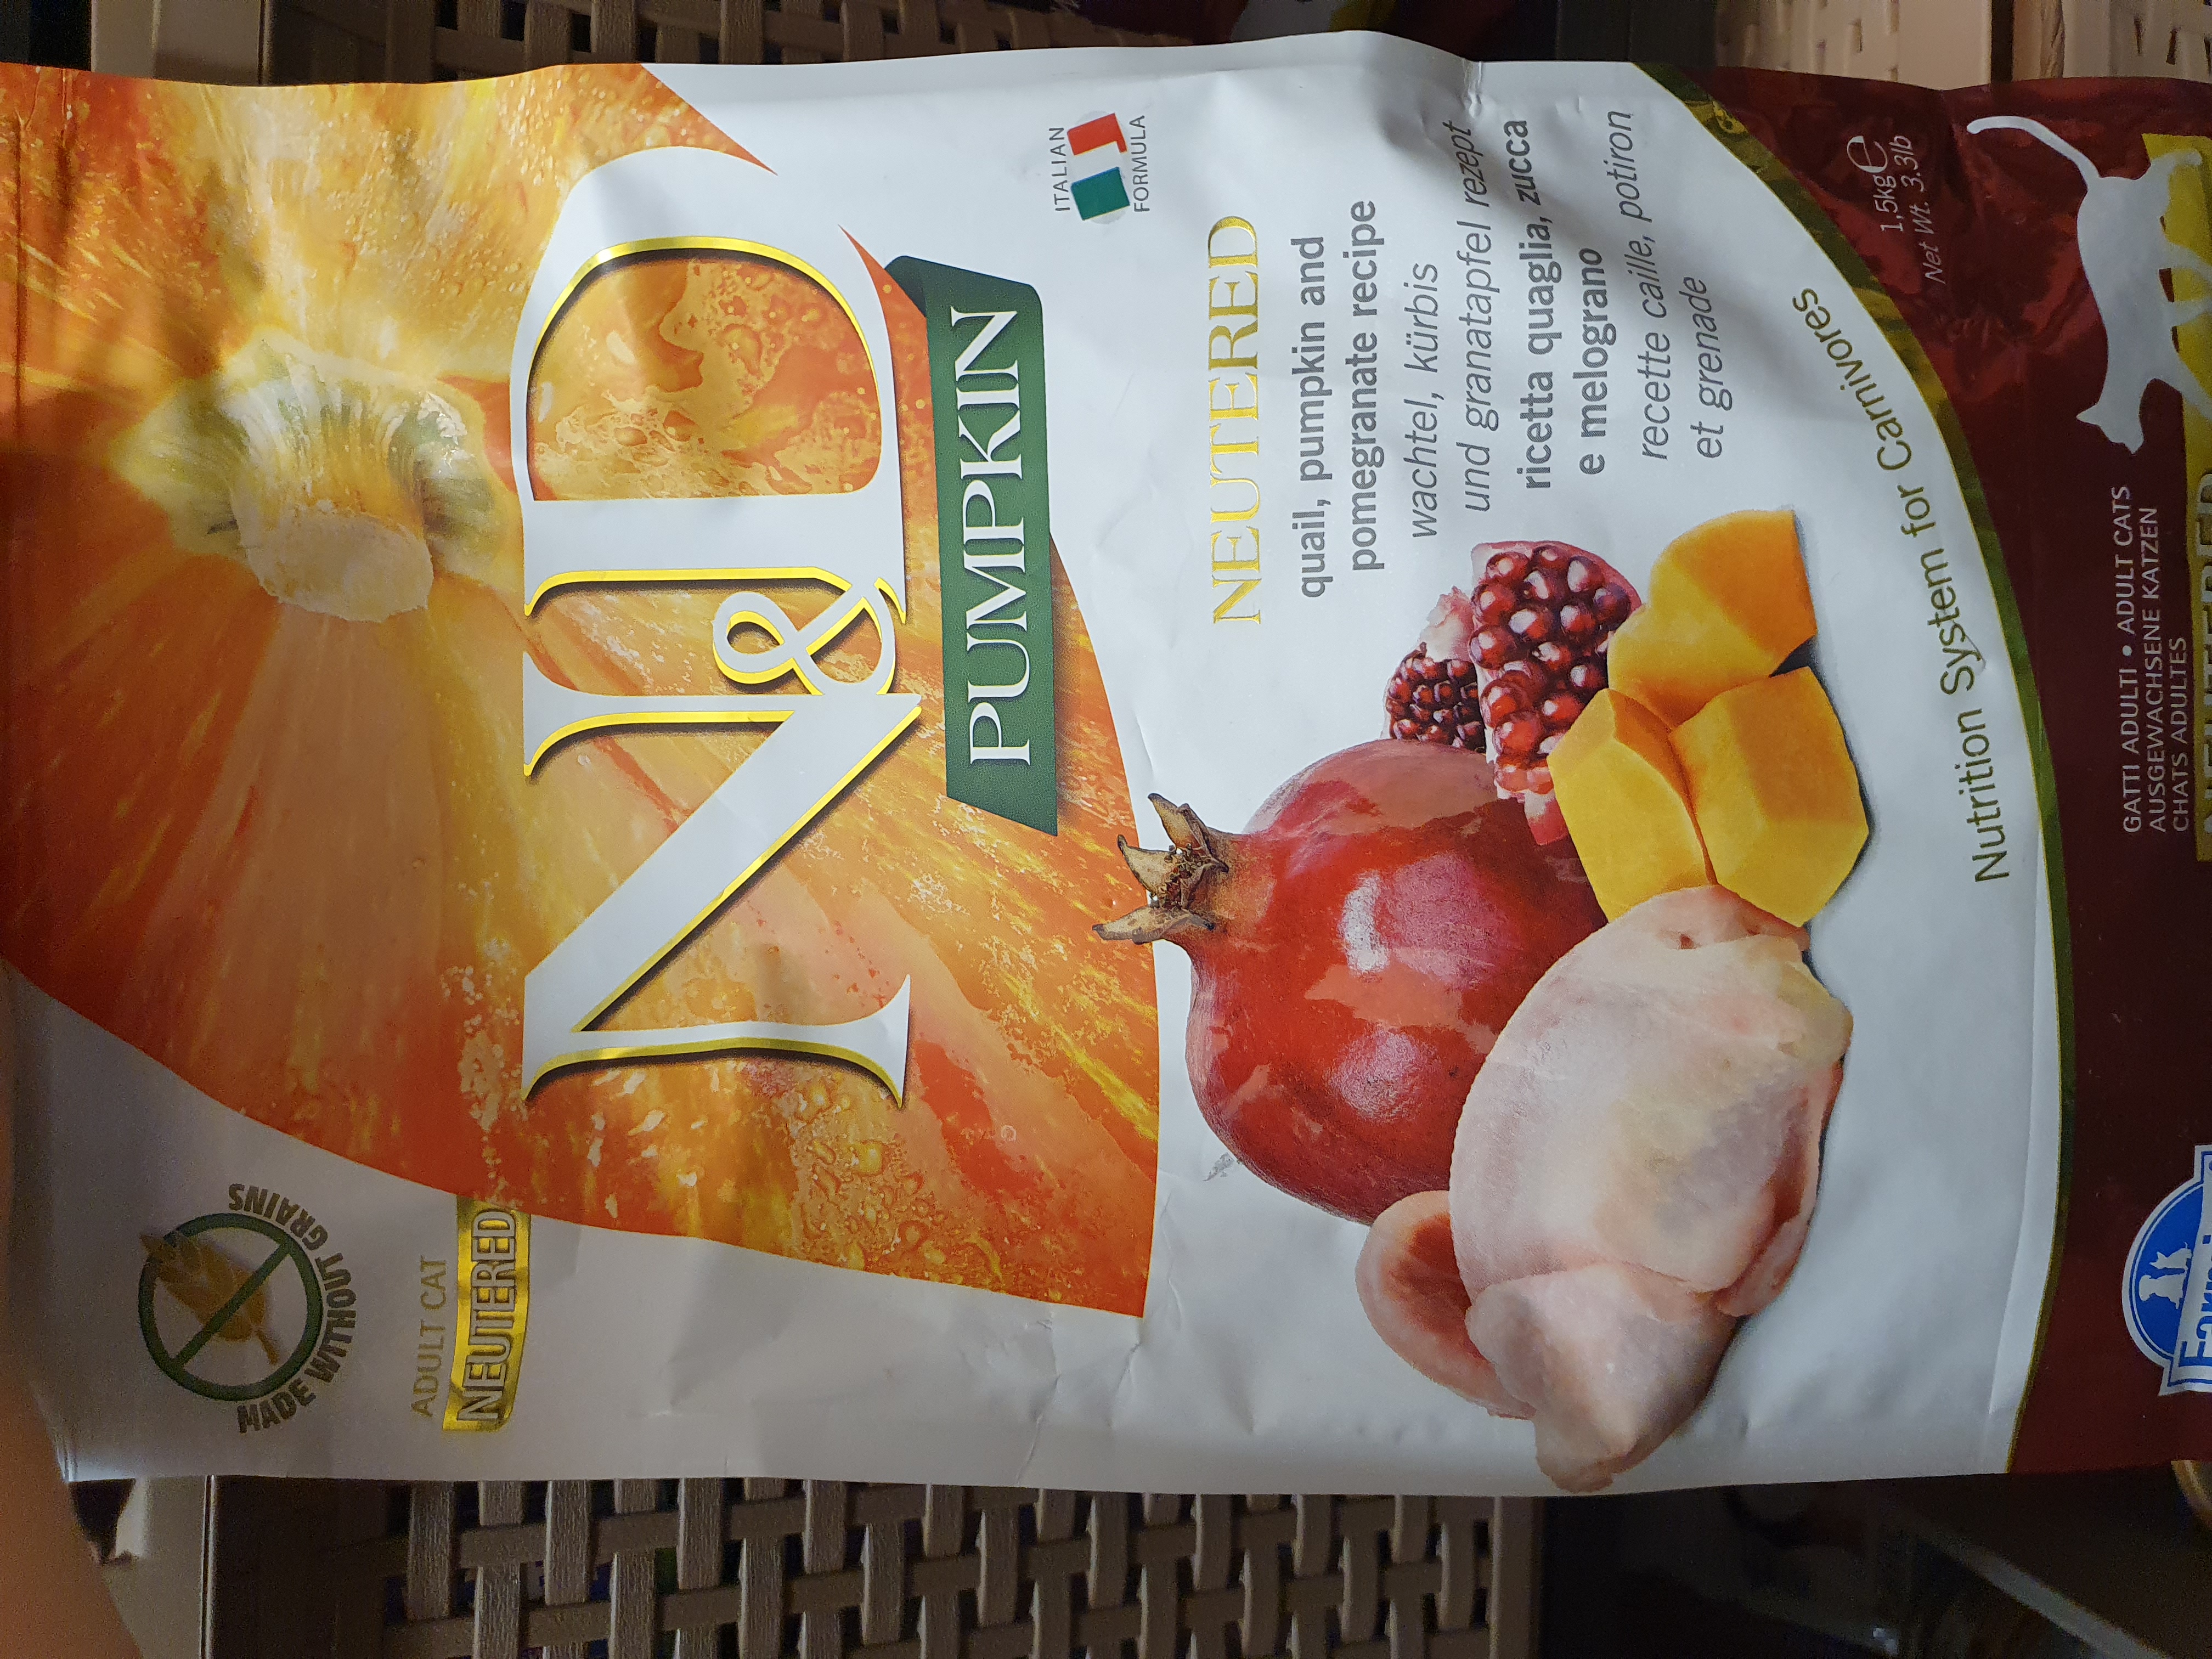 MADE WITHOUT GRAINS
ADULT CAT
NEUTERED
N&D
PUMPKIN
ITALIAN
FORMULA
NEUTERED
quail, pumpkin and
pomegranate recipe
wachtel, kürbis
und granatapfel rezept
ricetta quaglia, zucca
e melograno
recette caille, potiron
et grenade
Nutrition System for Carnivores
1,5kg e
Net Wt. 3.3lb
GATTI ADULTI • ADULT CATS
AUSGEWACHSENE KATZEN
CHATS ADULTES
NEUTERED